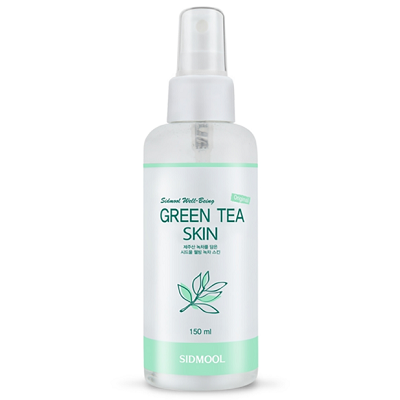 Sidmool Well-Being
Original
GREEN TEA
SKIN
제주산 녹차를 담은
시드물 웰빙 녹차 스킨
150 ml
SIDMOOL